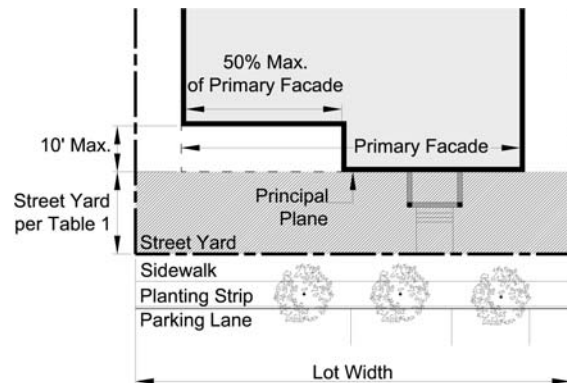 50% Max.
of Primary Facade
10' Max.
Primary Facade
Street Yard
per Table 1
Principal
Plane
Street Yard
Sidewalk
Planting Strip
Parking Lane
Lot Width